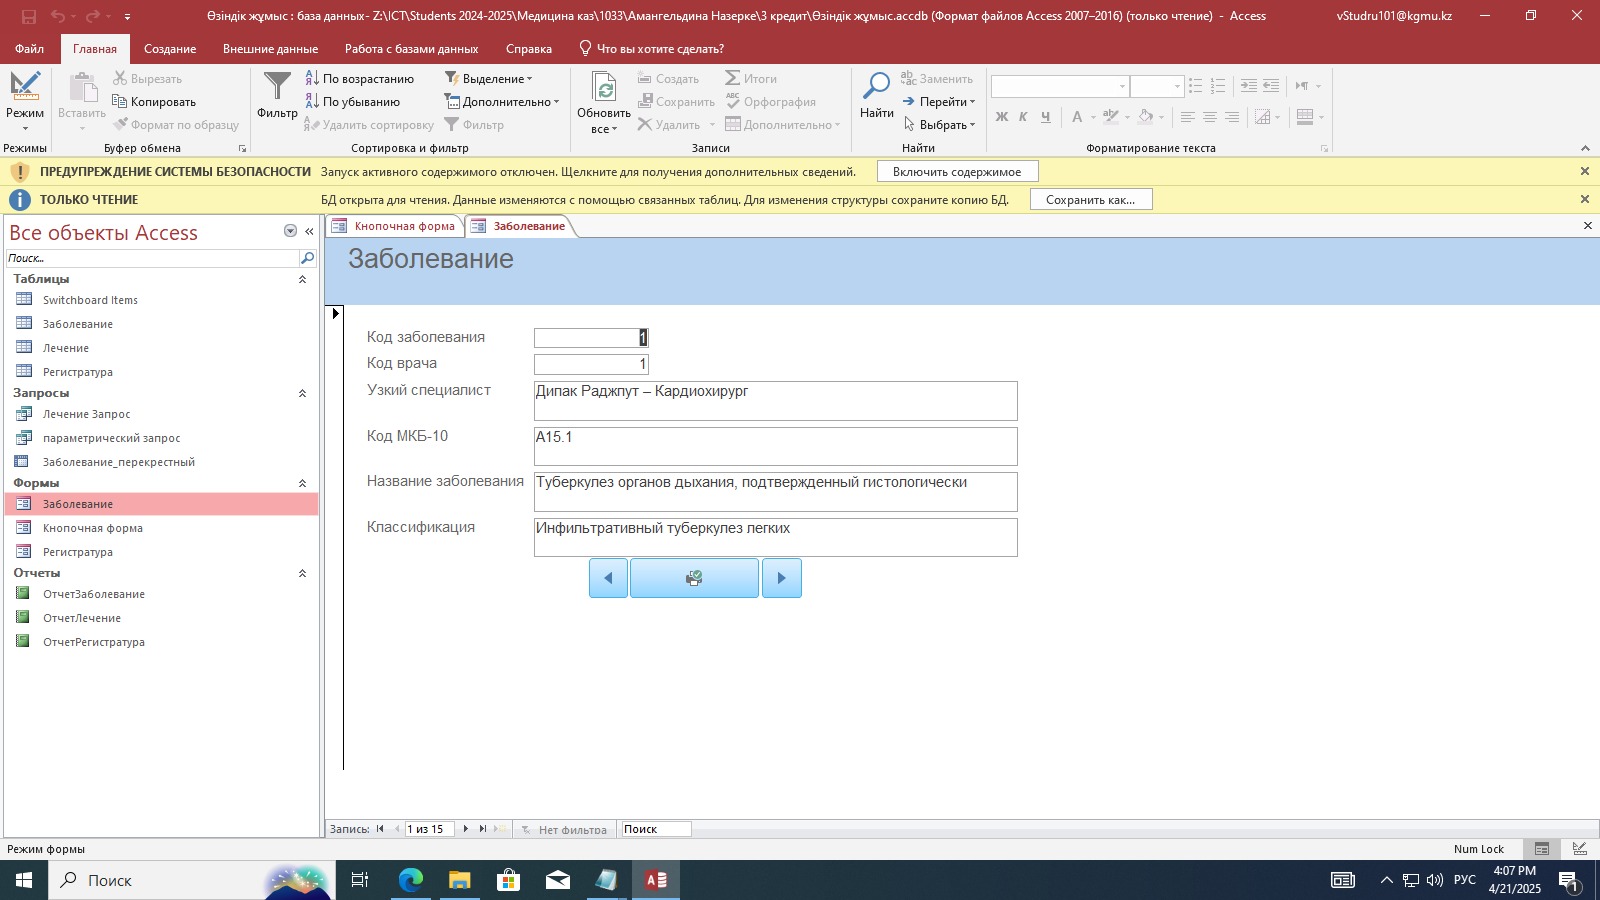 Өзіндік жұмыс : база данных- Z:\ICT\Students 2024-2025\Медицина каз\1033\Амангельдина Назерке\3 кредит\Өзіндік жұмыс.accdb (Формат файлов Access 2007–2016) (только чтение) - Access
vStudru101@kgmu.kz
Файл Главная Создание Внешние данные Работа с базами данных Справка Что вы хотите сделать?
Режим
Режимы
Вставить
Вырезать
Копировать
Формат по образцу
Буфер обмена
Фильтр
По возрастанию
По убыванию
Удалить сортировку
Выделение
Дополнительно
Фильтр
Сортировка и фильтр
Обновить
все
Создать
Сохранить
Удалить
Итоги
Орфография
Дополнительно
Записи
Найти
Заменить
Перейти
Выбрать
Найти
Ж К Ч А
Форматирование текста
ПРЕДУПРЕЖДЕНИЕ СИСТЕМЫ БЕЗОПАСНОСТИ Запуск активного содержимого отключен. Щелкните для получения дополнительных сведений. Включить содержимое
ТОЛЬКО ЧТЕНИЕ БД открыта для чтения. Данные изменяются с помощью связанных таблиц. Для изменения структуры сохраните копию БД. Сохранить как...
Все объекты Access
Поиск...
Таблицы
Switchboard Items
Заболевание
Лечение
Регистратура
Запросы
Лечение Запрос
параметрический запрос
Заболевание_перекрестный
Формы
Заболевание
Кнопочная форма
Регистратура
Отчеты
ОтчетЗаболевание
ОтчетЛечение
ОтчетРегистратура
Кнопочная форма Заболевание
Заболевание
Код заболевания 1
Код врача 1
Узкий специалист Дипак Раджпут – Кардиохирург
Код МКБ-10 A15.1
Название заболевания Туберкулез органов дыхания, подтвержденный гистологически
Классификация Инфильтративный туберкулез легких
Запись: 1 из 15 Нет фильтра Поиск
Режим формы
Num Lock
Поиск
РУС
4:07 PM
4/21/2025
1